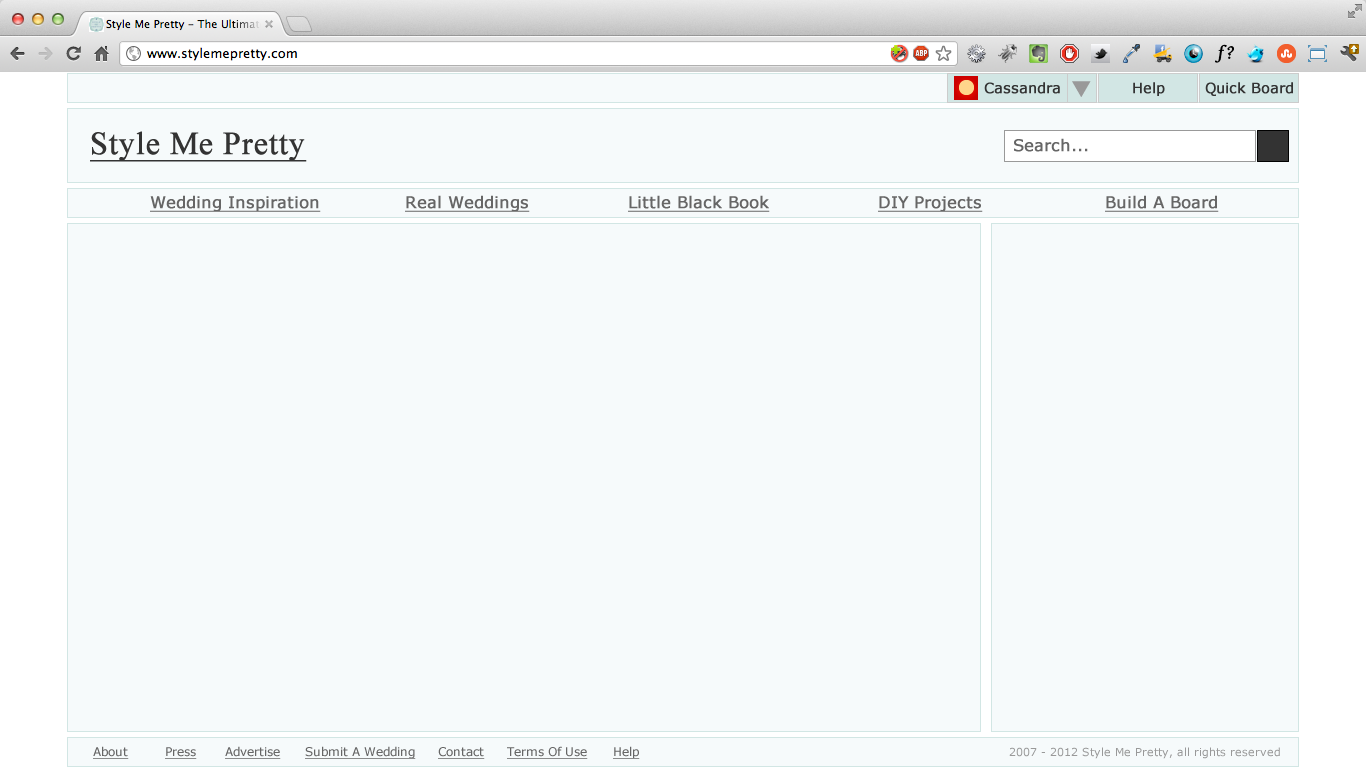 Style Me Pretty – The Ultimat
www.stylemepretty.com
ABP
f?
Cassandra Help Quick Board
Style Me Pretty
Search...
Wedding Inspiration Real Weddings Little Black Book DIY Projects Build A Board
About Press Advertise Submit A Wedding Contact Terms Of Use Help 2007 - 2012 Style Me Pretty, all rights reserved